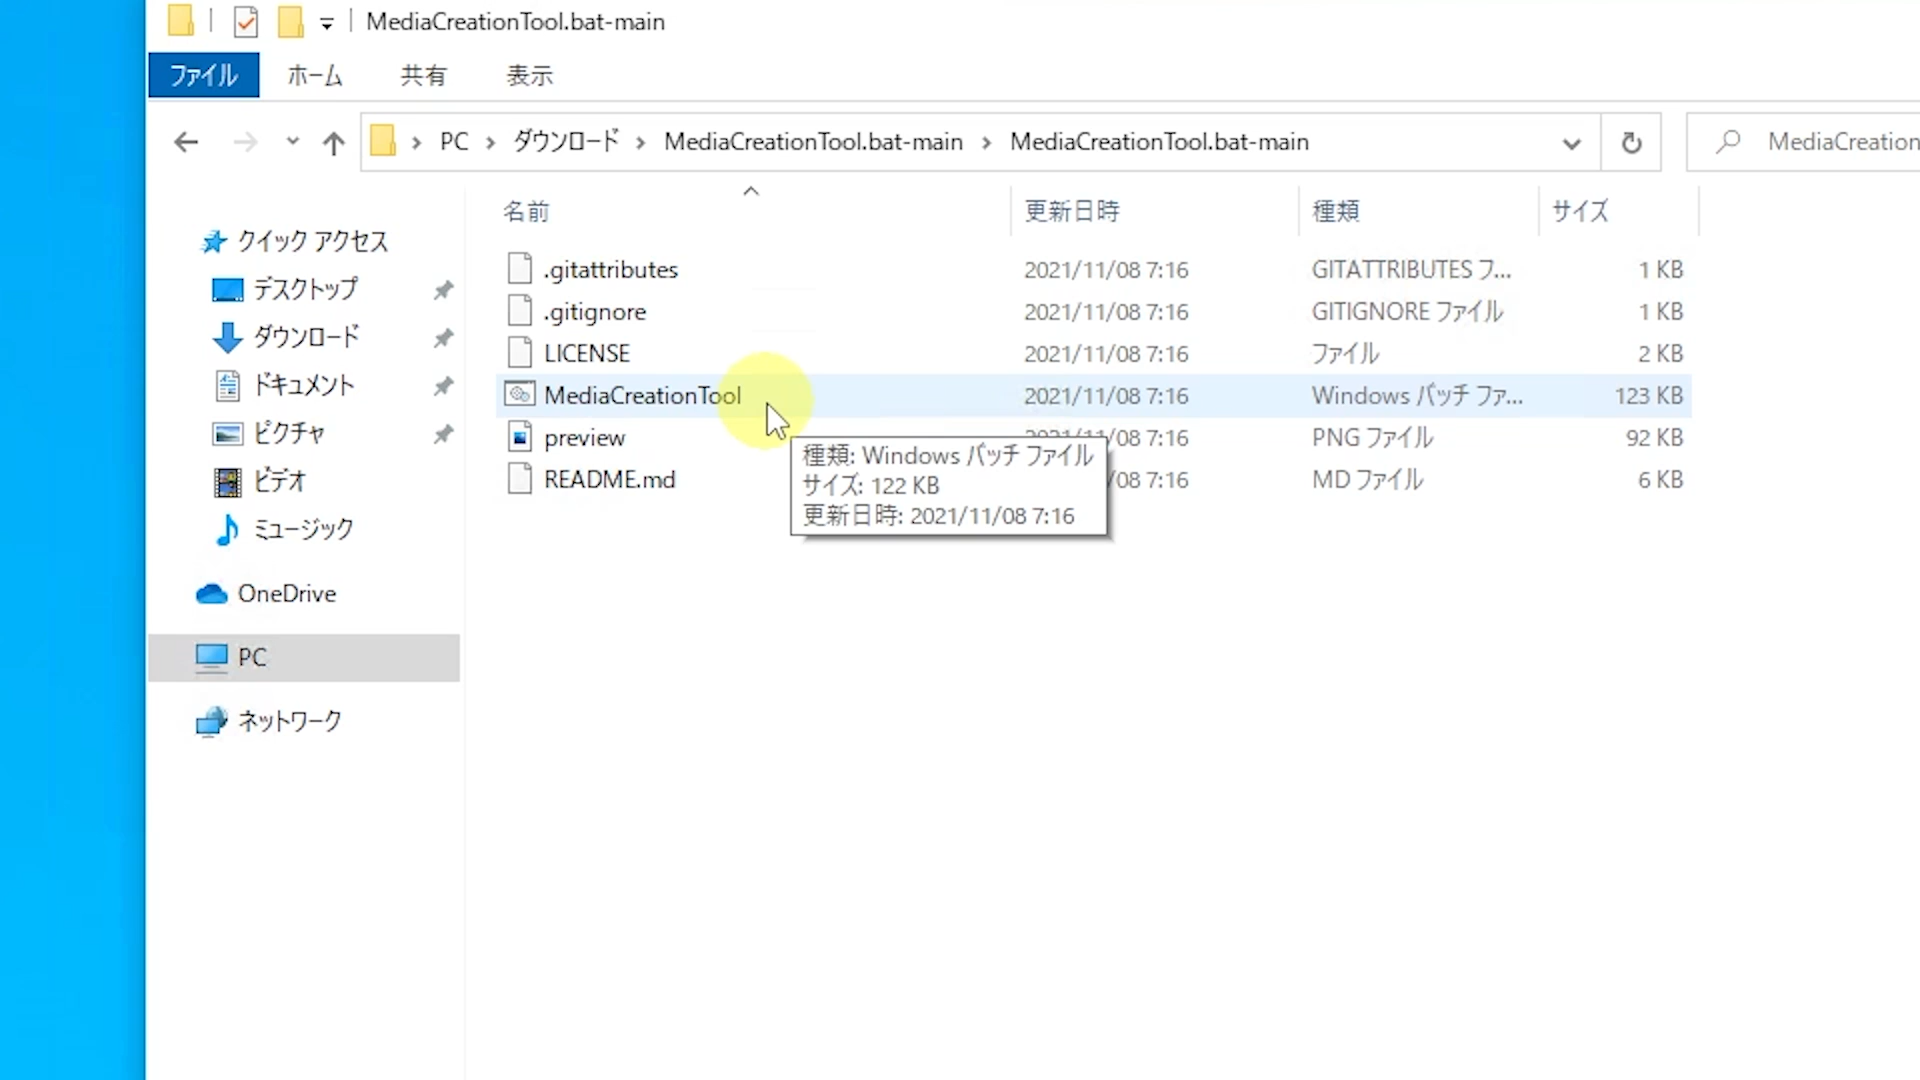 MediaCreationTool.bat-main
ファイル ホーム 共有 表示
PC ダウンロード MediaCreationTool.bat-main MediaCreationTool.bat-main MediaCreation
名前 更新日時 種類 サイズ
クイック アクセス
デスクトップ
ダウンロード
ドキュメント
ピクチャ
ビデオ
ミュージック
OneDrive
PC
ネットワーク
.gitattributes 2021/11/08 7:16 GITATTRIBUTES フ... 1 KB
.gitignore 2021/11/08 7:16 GITIGNORE ファイル 1 KB
LICENSE 2021/11/08 7:16 ファイル 2 KB
MediaCreationTool 2021/11/08 7:16 Windows バッチ ファ... 123 KB
preview /08 7:16 PNG ファイル 92 KB
README.md /08 7:16 MD ファイル 6 KB
種類: Windows バッチ ファイル
サイズ: 122 KB
更新日時: 2021/11/08 7:16